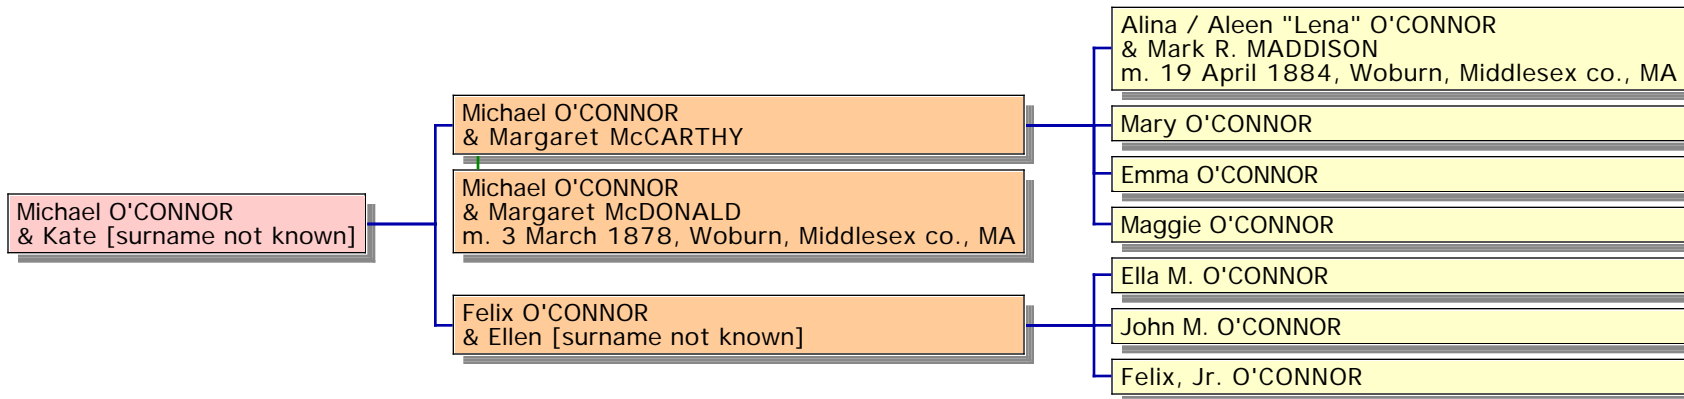 Michael O'CONNOR
& Kate [surname not known]
Michael O'CONNOR
& Margaret McCARTHY
Michael O'CONNOR
& Margaret McDONALD
m. 3 March 1878, Woburn, Middlesex co., MA
Felix O'CONNOR
& Ellen [surname not known]
Alina / Aleen "Lena" O'CONNOR
& Mark R. MADDISON
m. 19 April 1884, Woburn, Middlesex co., MA
Mary O'CONNOR
Emma O'CONNOR
Maggie O'CONNOR
Ella M. O'CONNOR
John M. O'CONNOR
Felix, Jr. O'CONNOR